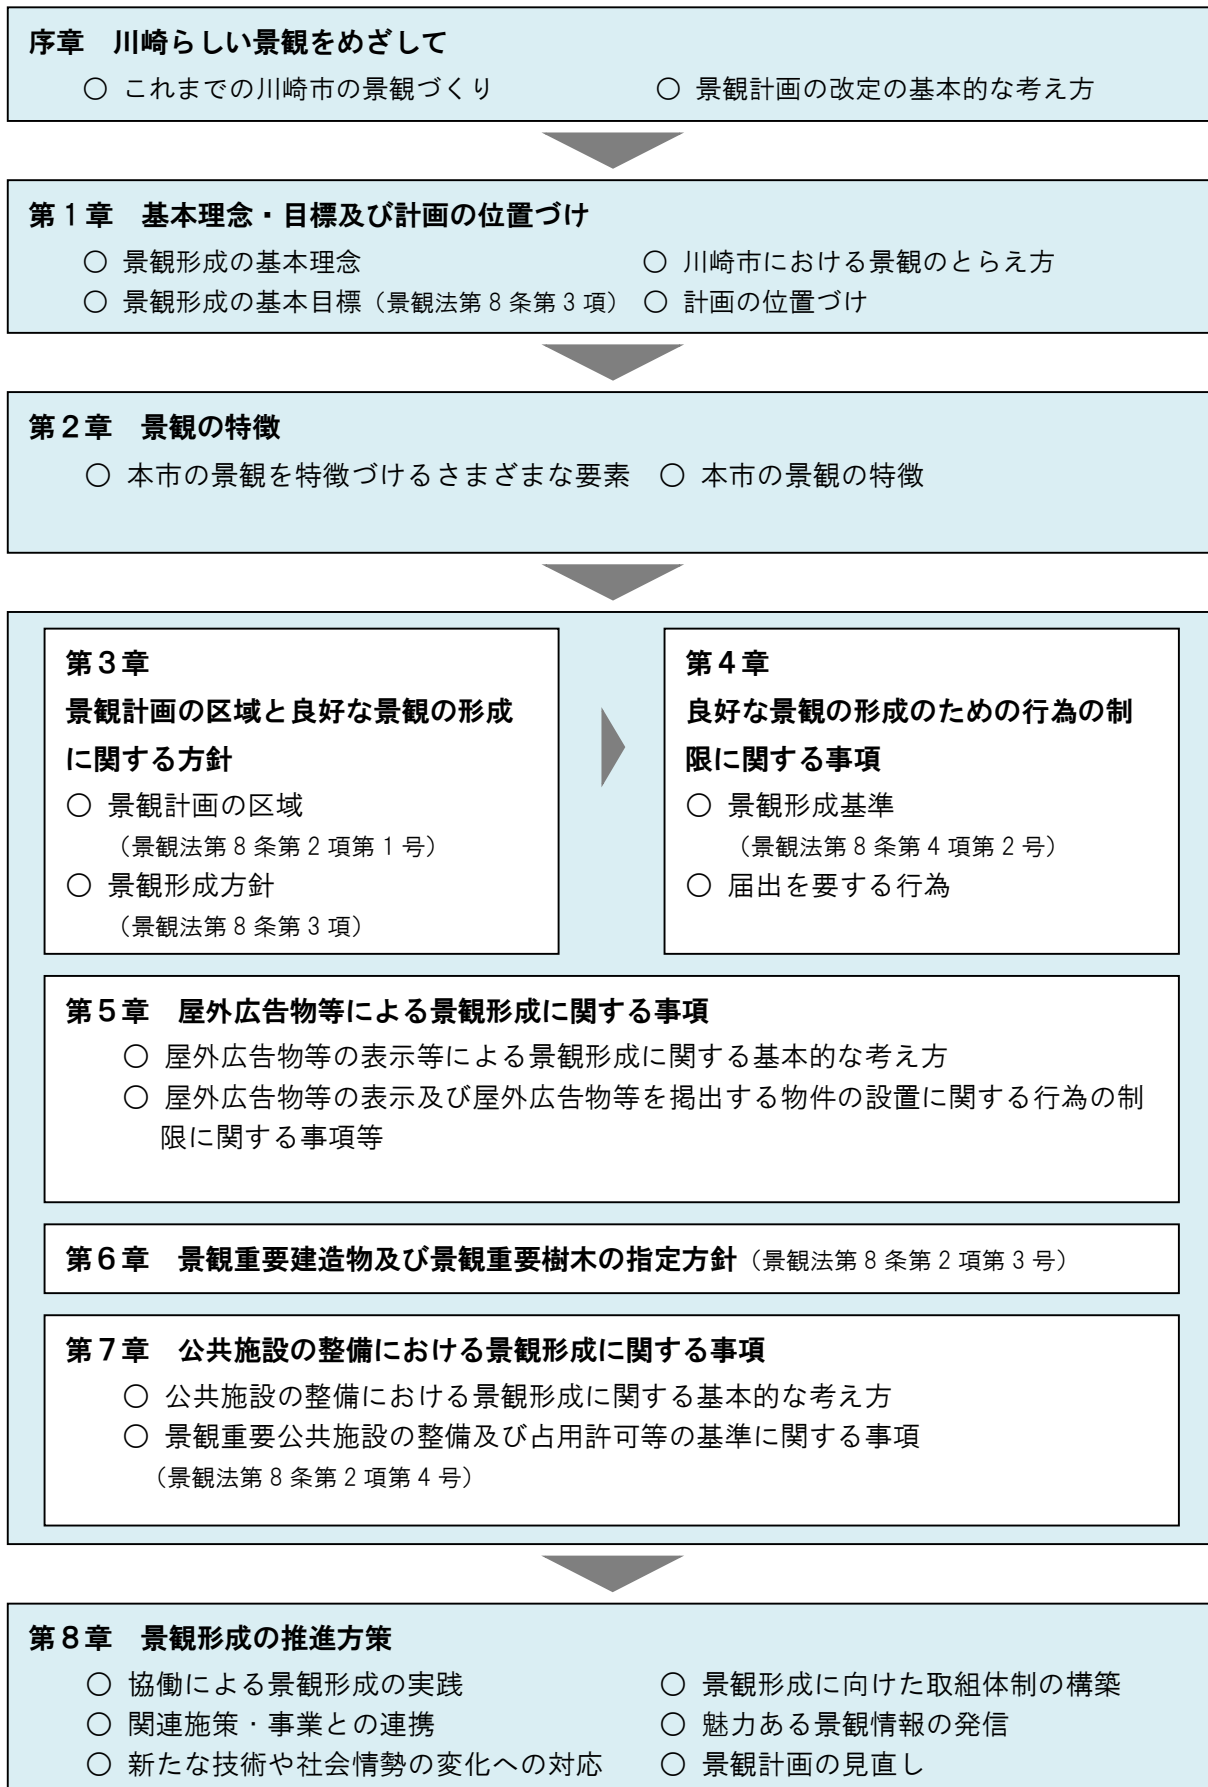 序章　川崎らしい景観をめざして
○ これまでの川崎市の景観づくり　○ 景観計画の改定の基本的な考え方
第１章　基本理念・目標及び計画の位置づけ
○ 景観形成の基本理念　○ 川崎市における景観のとらえ方
○ 景観形成の基本目標（景観法第８条第３項）　○ 計画の位置づけ
第２章　景観の特徴
○ 本市の景観を特徴づけるさまざまな要素　○ 本市の景観の特徴
第３章
景観計画の区域と良好な景観の形成
に関する方針
○ 景観計画の区域
（景観法第８条第２項第１号）
○ 景観形成方針
（景観法第８条第３項）
第４章
良好な景観の形成のための行為の制
限に関する事項
○ 景観形成基準
（景観法第８条第４項第２号）
○ 届出を要する行為
第５章　屋外広告物等による景観形成に関する事項
○ 屋外広告物等の表示等による景観形成に関する基本的な考え方
○ 屋外広告物等の表示及び屋外広告物等を掲出する物件の設置に関する行為の制
限に関する事項等
第６章　景観重要建造物及び景観重要樹木の指定方針（景観法第８条第２項第３号）
第７章　公共施設の整備における景観形成に関する事項
○ 公共施設の整備における景観形成に関する基本的な考え方
○ 景観重要公共施設の整備及び占用許可等の基準に関する事項
（景観法第８条第２項第４号）
第８章　景観形成の推進方策
○ 協働による景観形成の実践　○ 景観形成に向けた取組体制の構築
○ 関連施策・事業との連携　○ 魅力ある景観情報の発信
○ 新たな技術や社会情勢の変化への対応　○ 景観計画の見直し